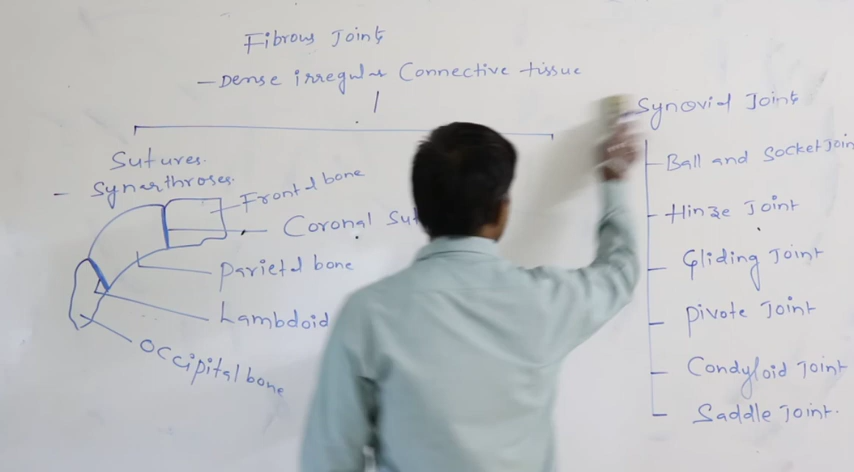 Fibrous Joints
- Dense irregular Connective tissue
Sutures.
- Synarthroses.
Frontal bone
Coronal
Parietal bone
Lambdoid
Occipital bone
Synovial Joints
Ball and Socket Join
Hinge Joint
Gliding Joint
Pivote Joint
Condyloid Joint
Saddle Joint.